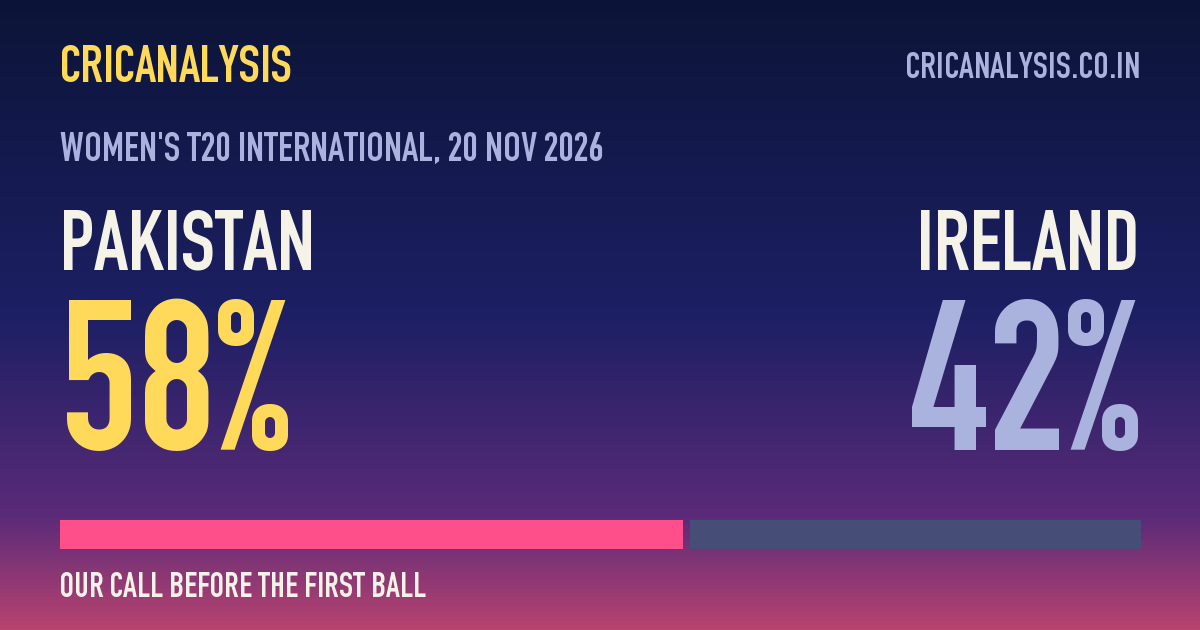 CRICANALYSIS
CRICANALYSIS.CO.IN
WOMEN'S T20 INTERNATIONAL, 20 NOV 2026
PAKISTAN
IRELAND
58%
42%
OUR CALL BEFORE THE FIRST BALL